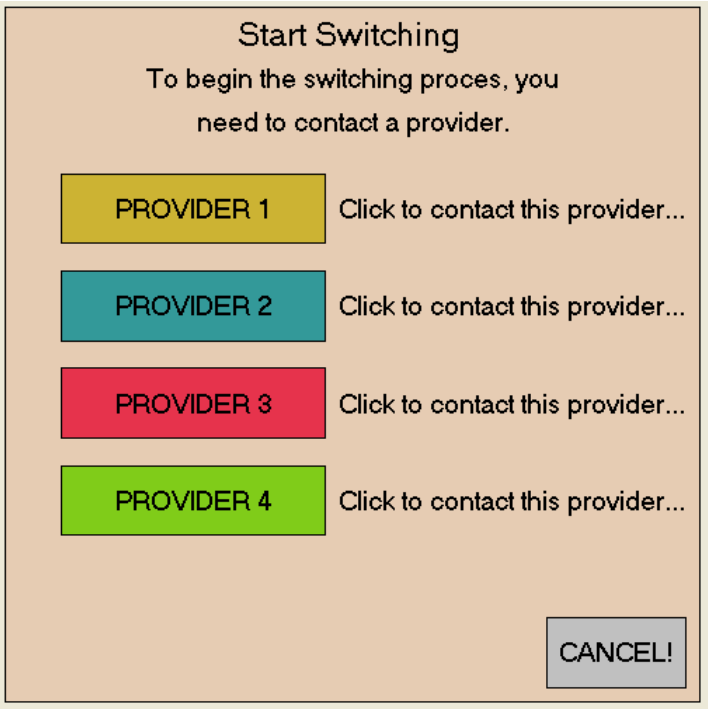 Start Switching
To begin the switching proces, you
need to contact a provider.
PROVIDER 1 Click to contact this provider...
PROVIDER 2 Click to contact this provider...
PROVIDER 3 Click to contact this provider...
PROVIDER 4 Click to contact this provider...
CANCEL!